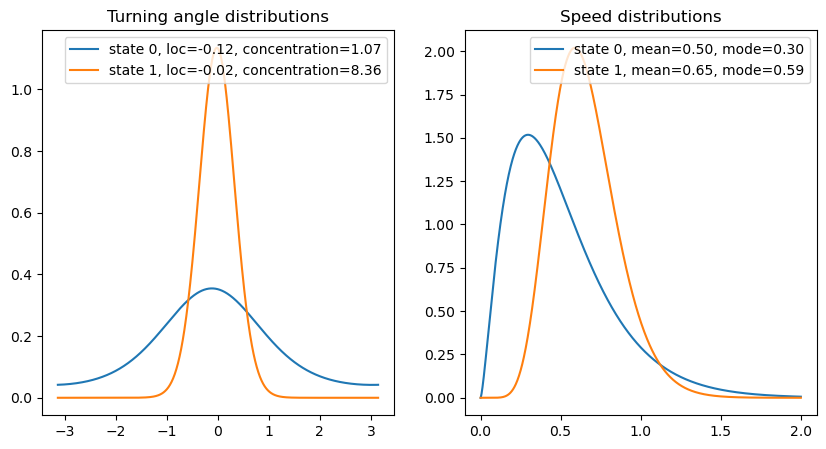 Turning angle distributions
state 0, loc=-0.12, concentration=1.07
state 1, loc=-0.02, concentration=8.36
1.0
0.8
0.6
0.4
0.2
0.0
−3 −2 −1 0 1 2 3
Speed distributions
state 0, mean=0.50, mode=0.30
state 1, mean=0.65, mode=0.59
2.00
1.75
1.50
1.25
1.00
0.75
0.50
0.25
0.00
0.0 0.5 1.0 1.5 2.0